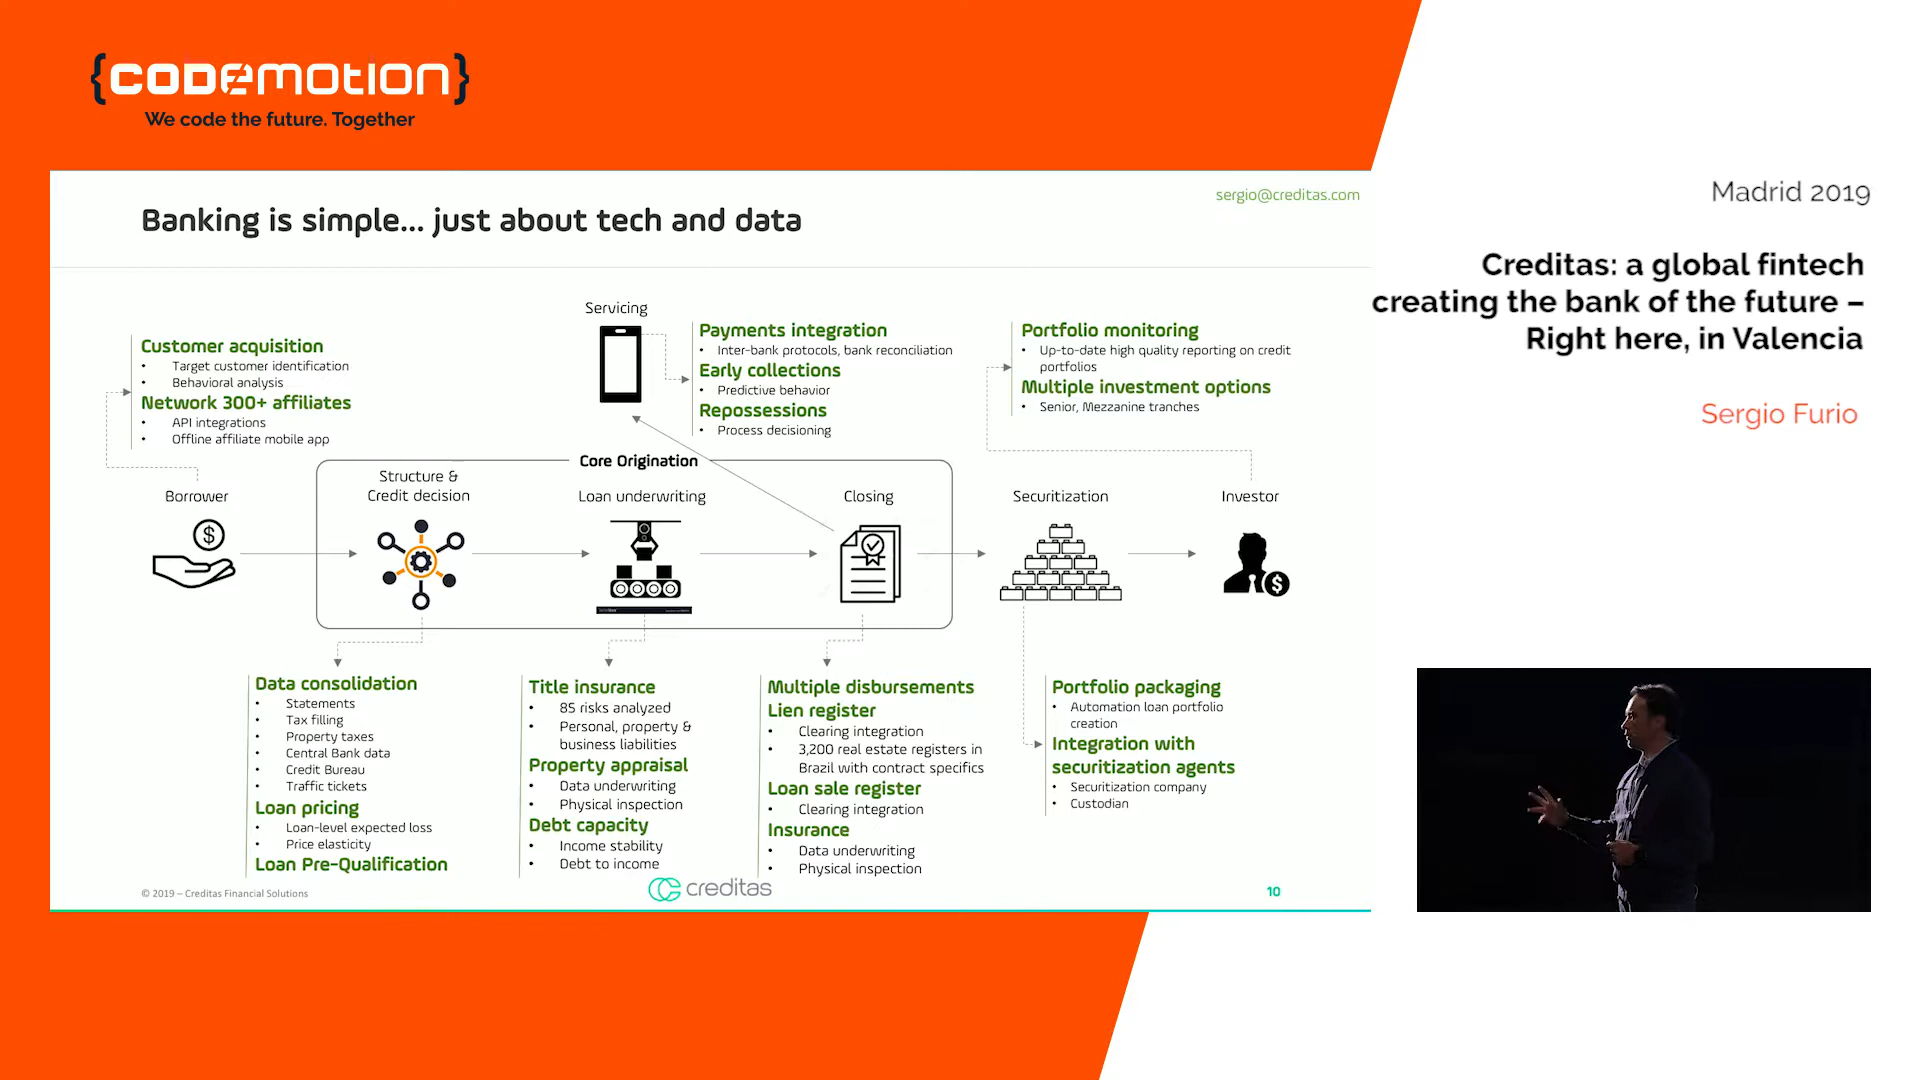 {CODEMOTION}
We code the future. Together
sergio@creditas.com
Banking is simple... just about tech and data
Customer acquisition
• Target customer identification
• Behavioral analysis
Network 300+ affiliates
• API integrations
• Offline affiliate mobile app
Servicing
Payments integration
• Inter-bank protocols, bank reconciliation
Early collections
• Predictive behavior
Repossessions
• Process decisioning
Portfolio monitoring
• Up-to-date high quality reporting on credit
portfolios
Multiple investment options
• Senior, Mezzanine tranches
Core Origination
Borrower
Structure &
Credit decision
Loan underwriting
Closing
Securitization
Investor
Data consolidation
• Statements
• Tax filling
• Property taxes
• Central Bank data
• Credit Bureau
• Traffic tickets
Loan pricing
• Loan-level expected loss
• Price elasticity
Loan Pre-Qualification
Title insurance
• 85 risks analyzed
• Personal, property &
business liabilities
Property appraisal
• Data underwriting
• Physical inspection
Debt capacity
• Income stability
• Debt to income
Multiple disbursements
Lien register
• Clearing integration
• 3,200 real estate registers in
Brazil with contract specifics
Loan sale register
• Clearing integration
Insurance
• Data underwriting
• Physical inspection
Portfolio packaging
• Automation loan portfolio
creation
Integration with
securitization agents
• Securitization company
• Custodian
© 2019 – Creditas Financial Solutions
creditas
10
Madrid 2019
Creditas: a global fintech
creating the bank of the future –
Right here, in Valencia
Sergio Furio